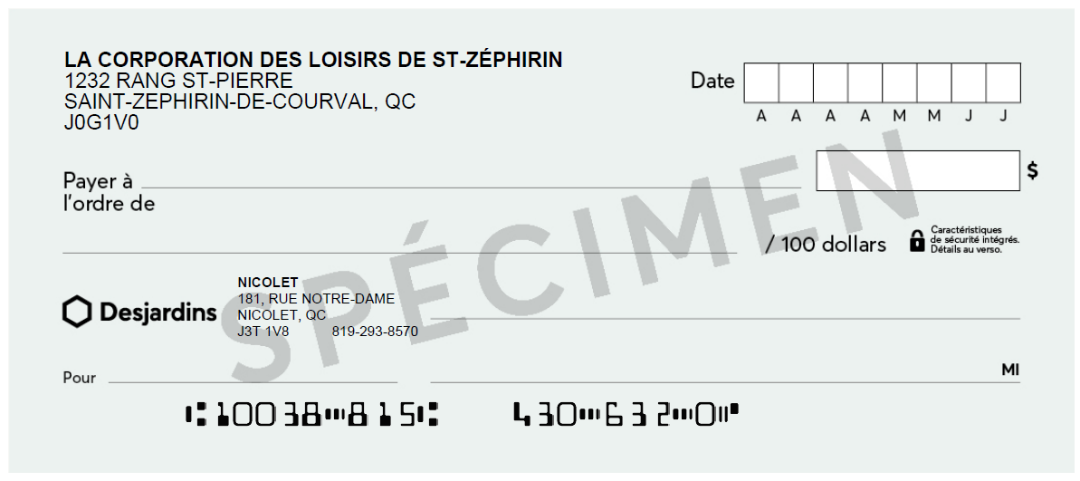 LA CORPORATION DES LOISIRS DE ST-ZÉPHIRIN
1232 RANG ST-PIERRE
SAINT-ZEPHIRIN-DE-COURVAL, QC
J0G1V0
Date
A A A A M M J J
Payer à
l'ordre de
$
/ 100 dollars
Caractéristiques
de sécurité intégrés.
Détails au verso.
SPÉCIMEN
Desjardins
NICOLET
181, RUE NOTRE-DAME
NICOLET, QC
J3T 1V8 819-293-8570
Pour
MI
⑆10038⑉815⑆ 430⑉632⑉0⑈